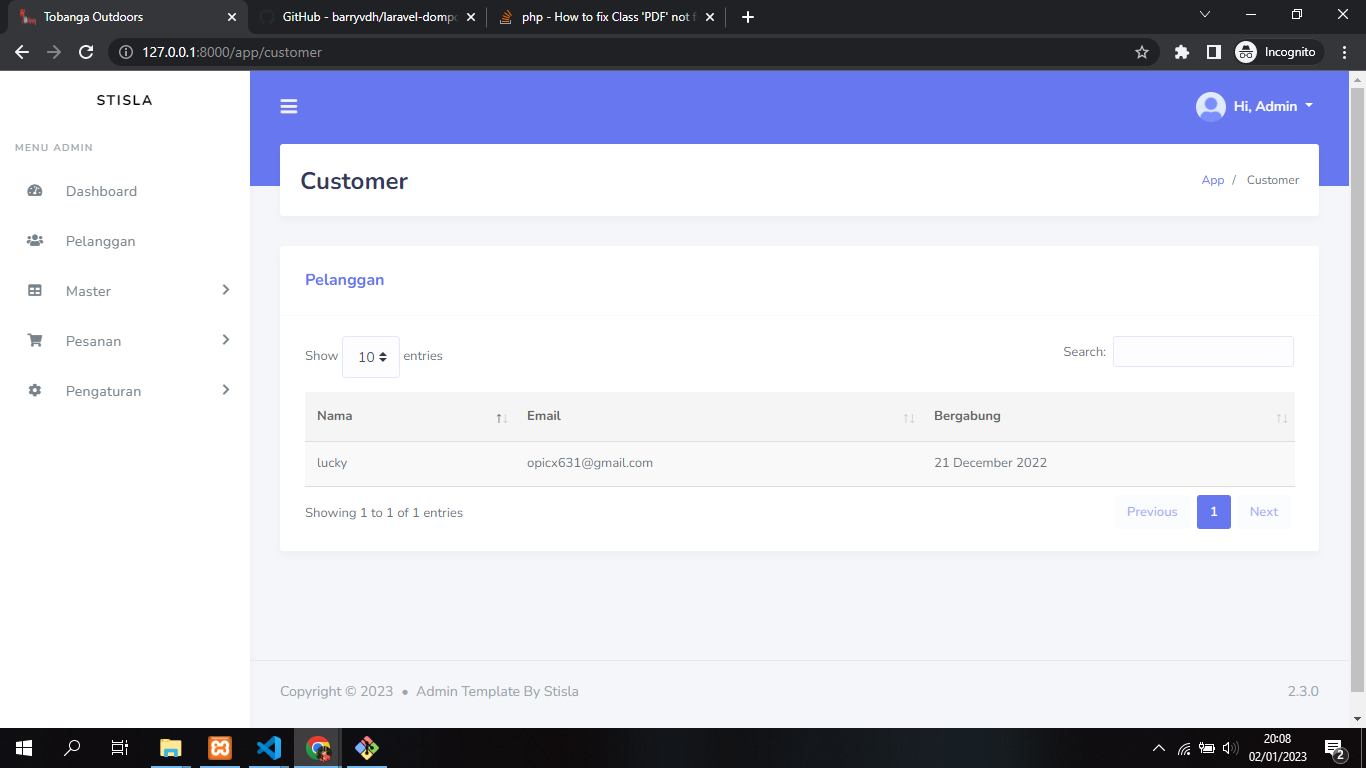 Tobanga Outdoors
GitHub - barryvdh/laravel-dompd
php - How to fix Class 'PDF' not f
127.0.0.1:8000/app/customer
Incognito
STISLA
Hi, Admin
MENU ADMIN
Dashboard
Pelanggan
Master
Pesanan
Pengaturan
Customer
App / Customer
Pelanggan
Show 10 entries
Search:
Nama Email Bergabung
lucky opicx631@gmail.com 21 December 2022
Showing 1 to 1 of 1 entries
Previous 1 Next
Copyright © 2023 • Admin Template By Stisla
2.3.0
20:08
02/01/2023
2